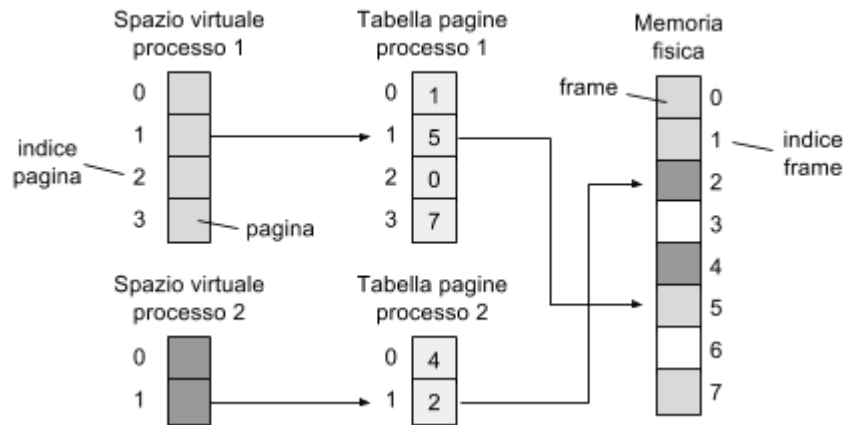 Spazio virtuale
processo 1
Tabella pagine
processo 1
Memoria
fisica
0
1
2
3
indice
pagina
pagina
0
1
2
3
1
5
0
7
frame
indice
frame
0
1
2
3
4
5
6
7
Spazio virtuale
processo 2
Tabella pagine
processo 2
0
1
0
1
4
2